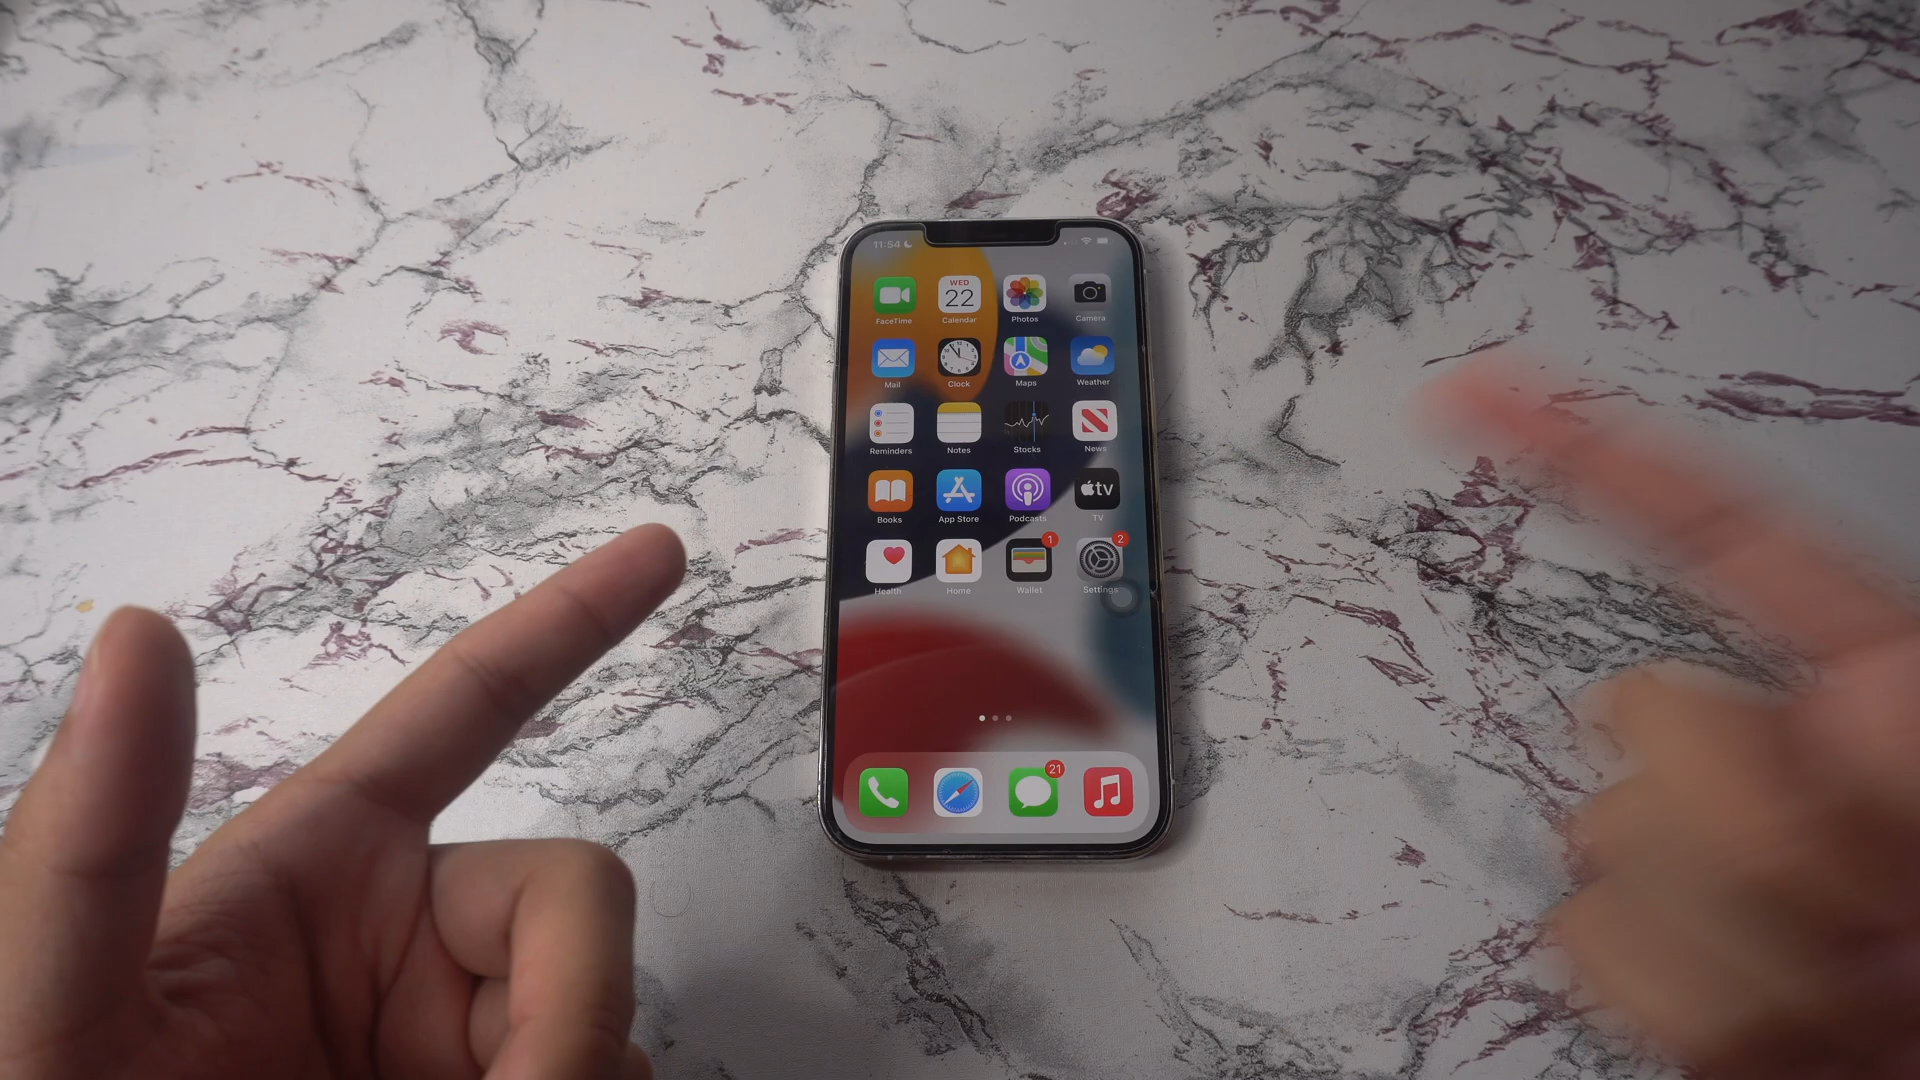 11:54
WED
22
FaceTime Calendar Photos Camera
Mail Clock Maps Weather
Reminders Notes Stocks News
tv
Books App Store Podcasts TV
1 2
Health Home Wallet Settings
21